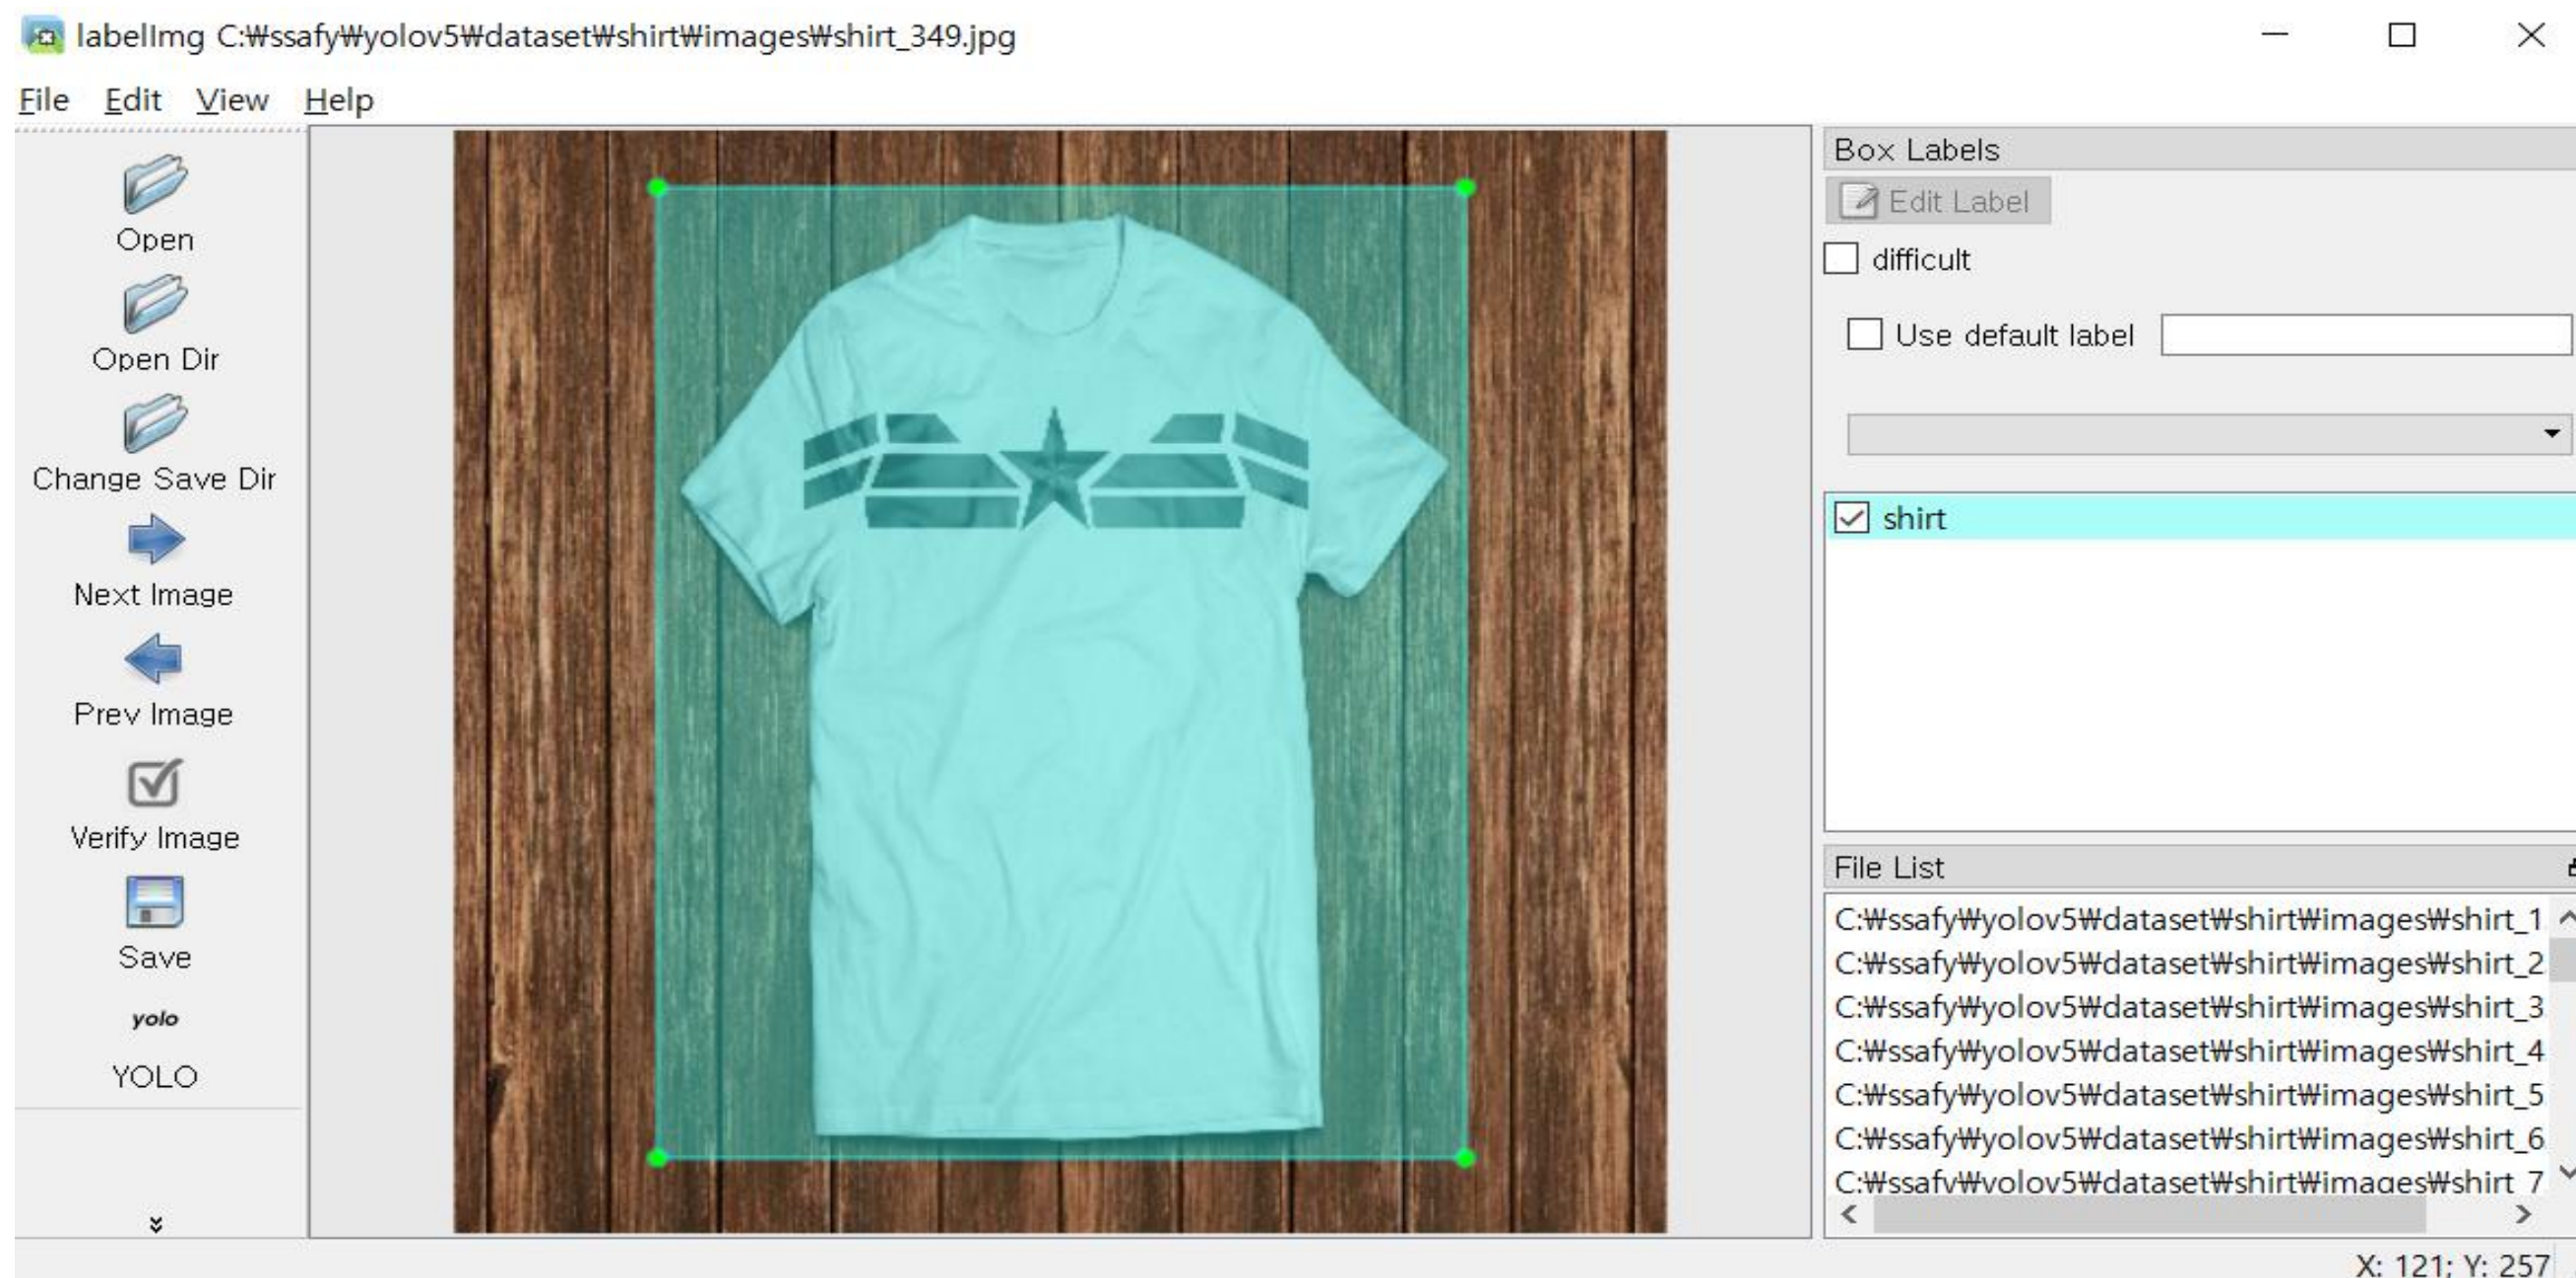 labelImg C:₩ssafy₩yolov5₩dataset₩shirt₩images₩shirt_349.jpg
File Edit View Help
Open
Open Dir
Change Save Dir
Next Image
Prev Image
Verify Image
Save
yolo
YOLO
Box Labels
Edit Label
difficult
Use default label
shirt
File List
C:₩ssafy₩yolov5₩dataset₩shirt₩images₩shirt_1
C:₩ssafy₩yolov5₩dataset₩shirt₩images₩shirt_2
C:₩ssafy₩yolov5₩dataset₩shirt₩images₩shirt_3
C:₩ssafy₩yolov5₩dataset₩shirt₩images₩shirt_4
C:₩ssafy₩yolov5₩dataset₩shirt₩images₩shirt_5
C:₩ssafy₩yolov5₩dataset₩shirt₩images₩shirt_6
C:₩ssafy₩yolov5₩dataset₩shirt₩images₩shirt_7
X: 121; Y: 257